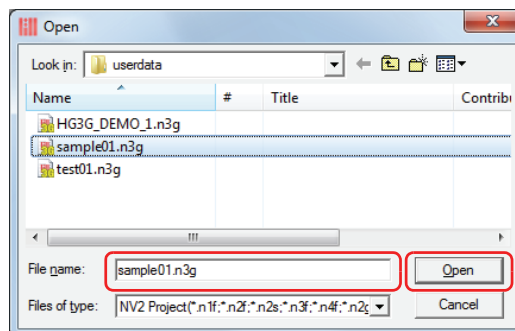 Open
Look in: userdata
Name # Title Contribu
HG3G_DEMO_1.n3g
sample01.n3g
test01.n3g
File name: sample01.n3g Open
Files of type: NV2 Project(*.n1f;*.n2f;*.n2s;*.n3f;*.n4f;*.n2g Cancel